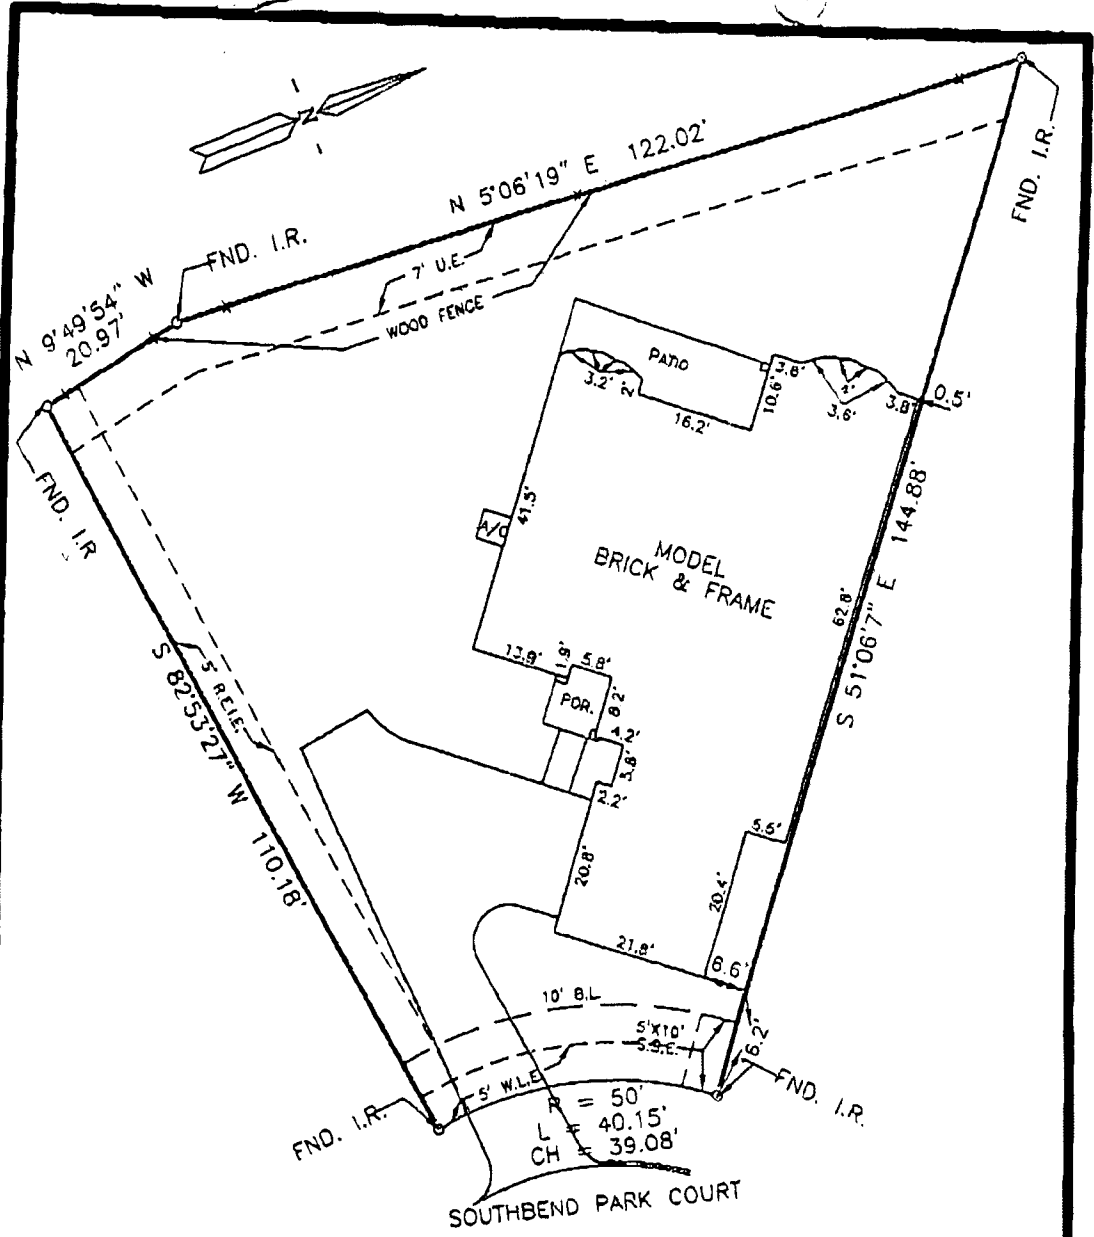 N
N 5°06'19" E 122.02'
FND. I.R.
FND. I.R.
N 9°49'54" W
20.97'
7' U.E.
WOOD FENCE
PATIO
3.2'
2'
16.2'
10.6'
3.8'
3.6'
3.8'
0.5'
FND. I.R
41.5'
A/C
MODEL
BRICK & FRAME
62.8'
S 51°06'7" E 144.88'
13.9'
1.9'
5.8'
POR.
8.2'
4.2'
5.8'
2.2'
S 82°53'27" W 110.18'
20.8'
5.5'
20.4'
21.8'
6.6'
10' B.L
5'X10'
S.S.E.
6.2'
5' W.L.E
FND. I.R.
FND. I.R.
R = 50'
L = 40.15'
CH = 39.08'
SOUTHBEND PARK COURT